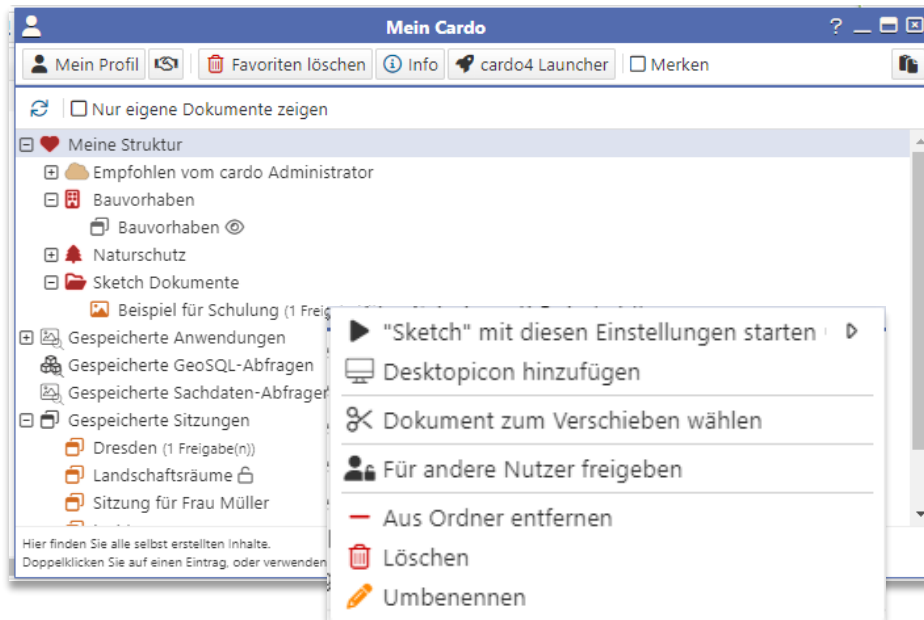 Mein Cardo
?
Mein Profil
Favoriten löschen
Info
cardo4 Launcher
Merken
Nur eigene Dokumente zeigen
Meine Struktur
Empfohlen vom cardo Administrator
Bauvorhaben
Bauvorhaben
Naturschutz
Sketch Dokumente
Beispiel für Schulung (1
"Sketch" mit diesen Einstellungen starten
Gespeicherte Anwendungen
Desktopicon hinzufügen
Gespeicherte GeoSQL-Abfragen
Gespeicherte Sachdaten-Abfragen
Dokument zum Verschieben wählen
Gespeicherte Sitzungen
Dresden (1 Freigabe(n))
Für andere Nutzer freigeben
Landschaftsräume
Sitzung für Frau Müller
Aus Ordner entfernen
Hier finden Sie alle selbst erstellten Inhalte.
Löschen
Doppelklicken Sie auf einen Eintrag, oder verwenden
Umbenennen